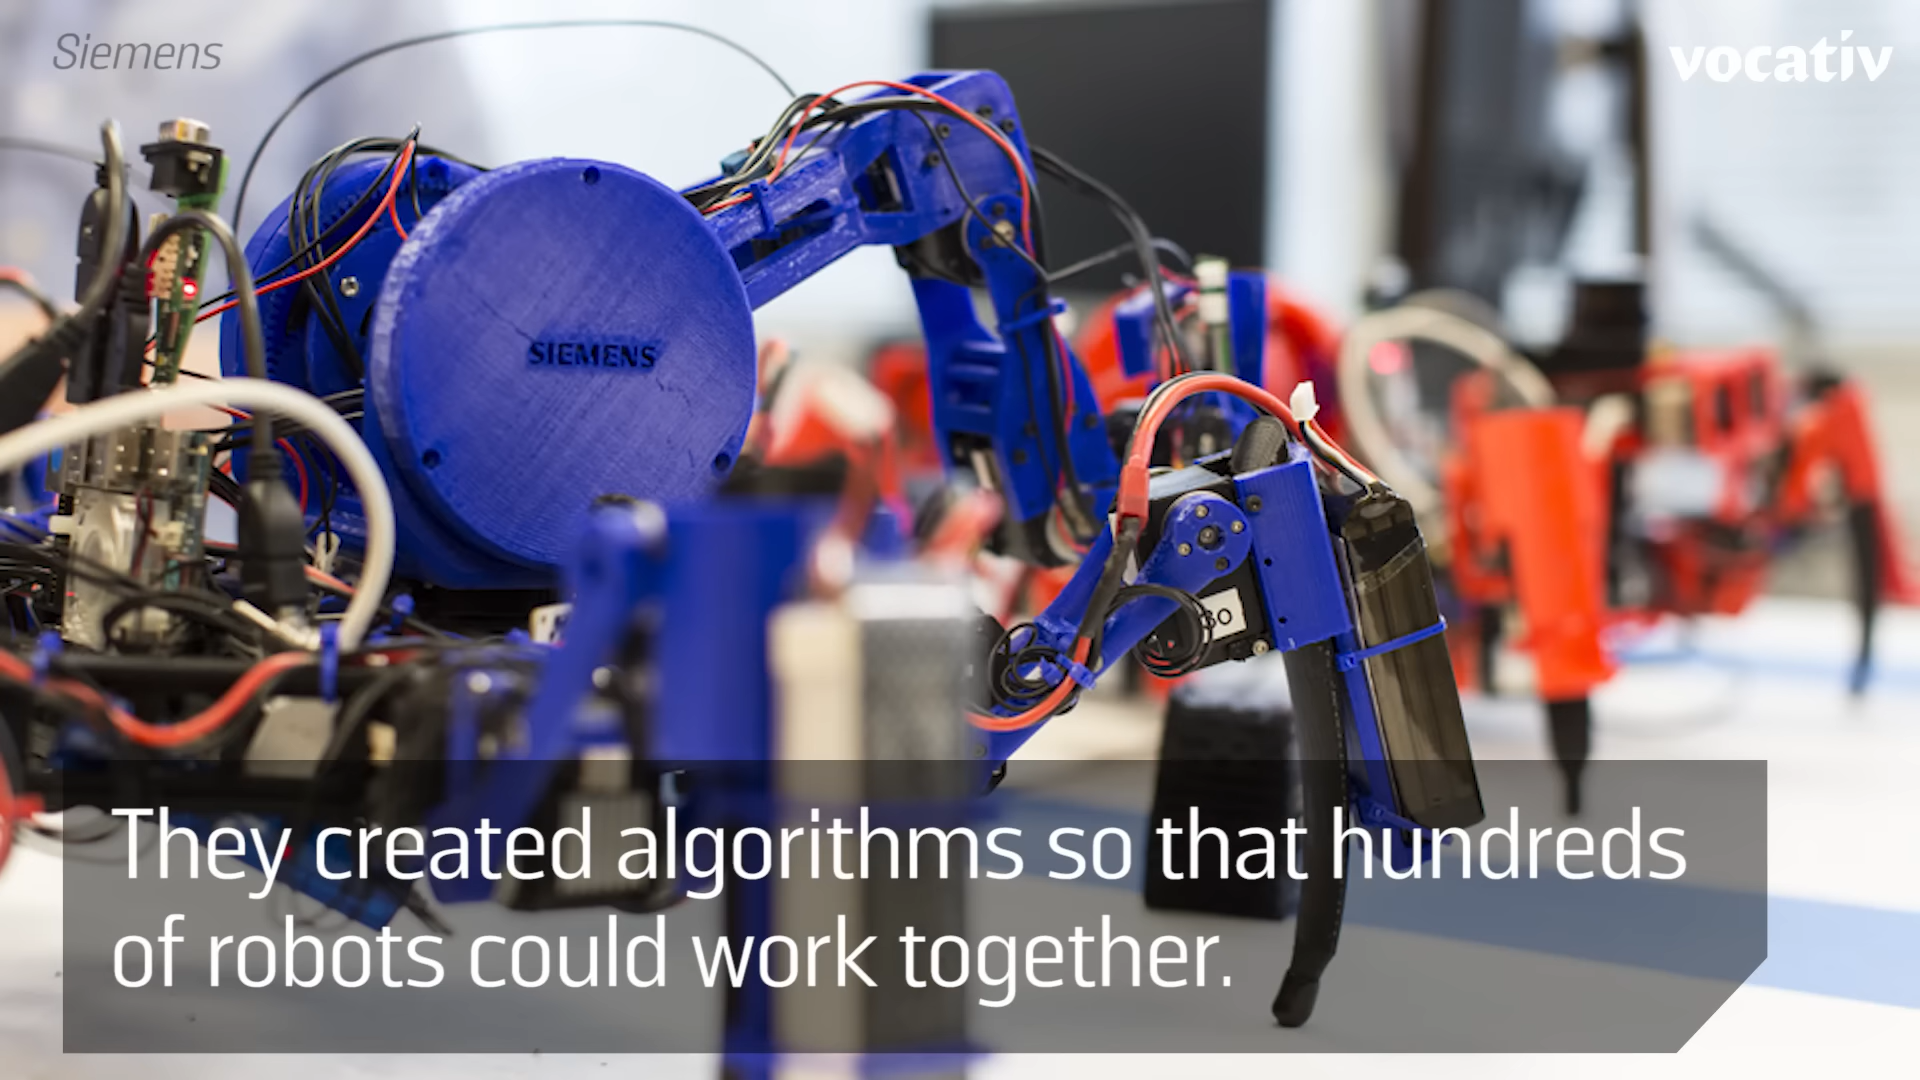 Siemens
vocativ
SIEMENS
They created algorithms so that hundreds
of robots could work together.